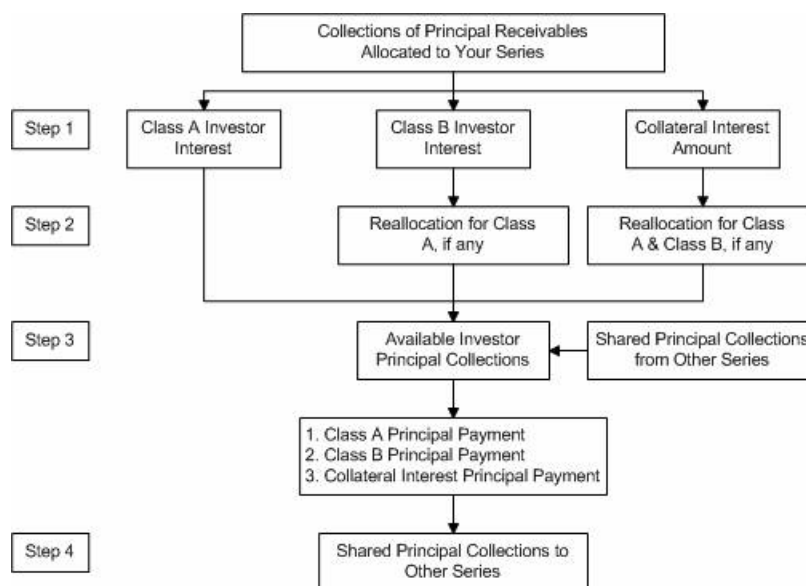 Collections of Principal Receivables
Allocated to Your Series
Step 1
Class A Investor
Interest
Class B Investor
Interest
Collateral Interest
Amount
Step 2
Reallocation for Class
A, if any
Reallocation for Class
A & Class B, if any
Step 3
Available Investor
Principal Collections
Shared Principal Collections
from Other Series
1. Class A Principal Payment
2. Class B Principal Payment
3. Collateral Interest Principal Payment
Step 4
Shared Principal Collections to
Other Series